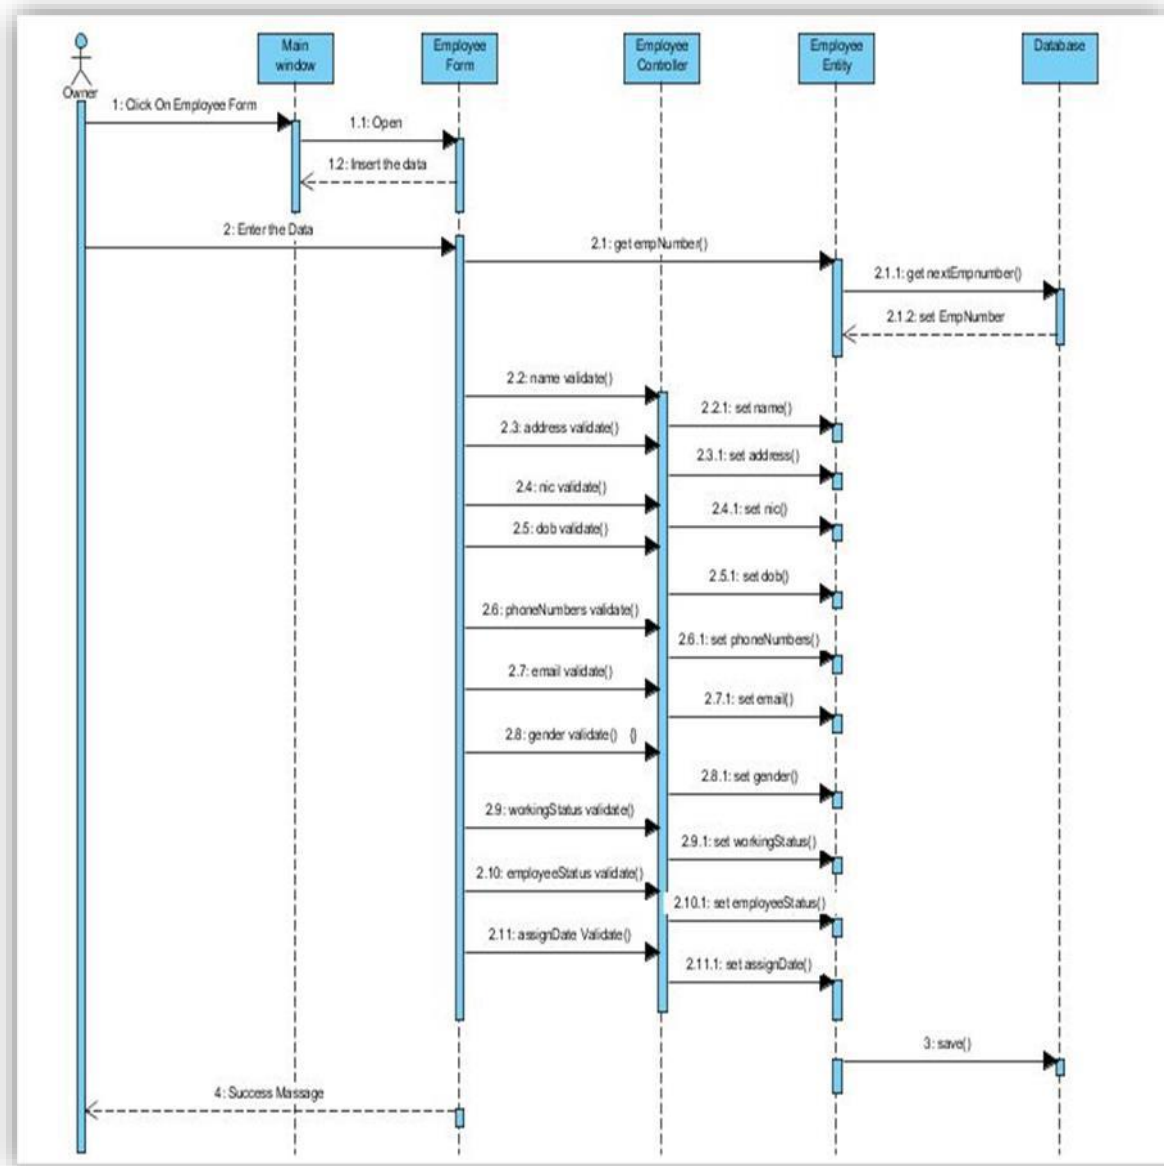 Main
window
Employee
Form
Employee
Controller
Employee
Entity
Database
Owner
1: Click On Employee Form
1.1: Open
1.2: Insert the data
2: Enter the Data
2.1: get empNumber()
2.1.1: get nextEmpnumber()
2.1.2: set EmpNumber
2.2: name validate()
2.2.1: set name()
2.3: address validate()
2.3.1: set address()
2.4: nic validate()
2.4.1: set nic()
2.5: dob validate()
2.5.1: set dob()
2.6: phoneNumbers validate()
2.6.1: set phoneNumbers()
2.7: email validate()
2.7.1: set email()
2.8: gender validate() ()
2.8.1: set gender()
2.9: workingStatus validate()
2.9.1: set workingStatus()
2.10: employeeStatus validate()
2.10.1: set employeeStatus()
2.11: assignDate Validate()
2.11.1: set assignDate()
3: save()
4: Success Massage